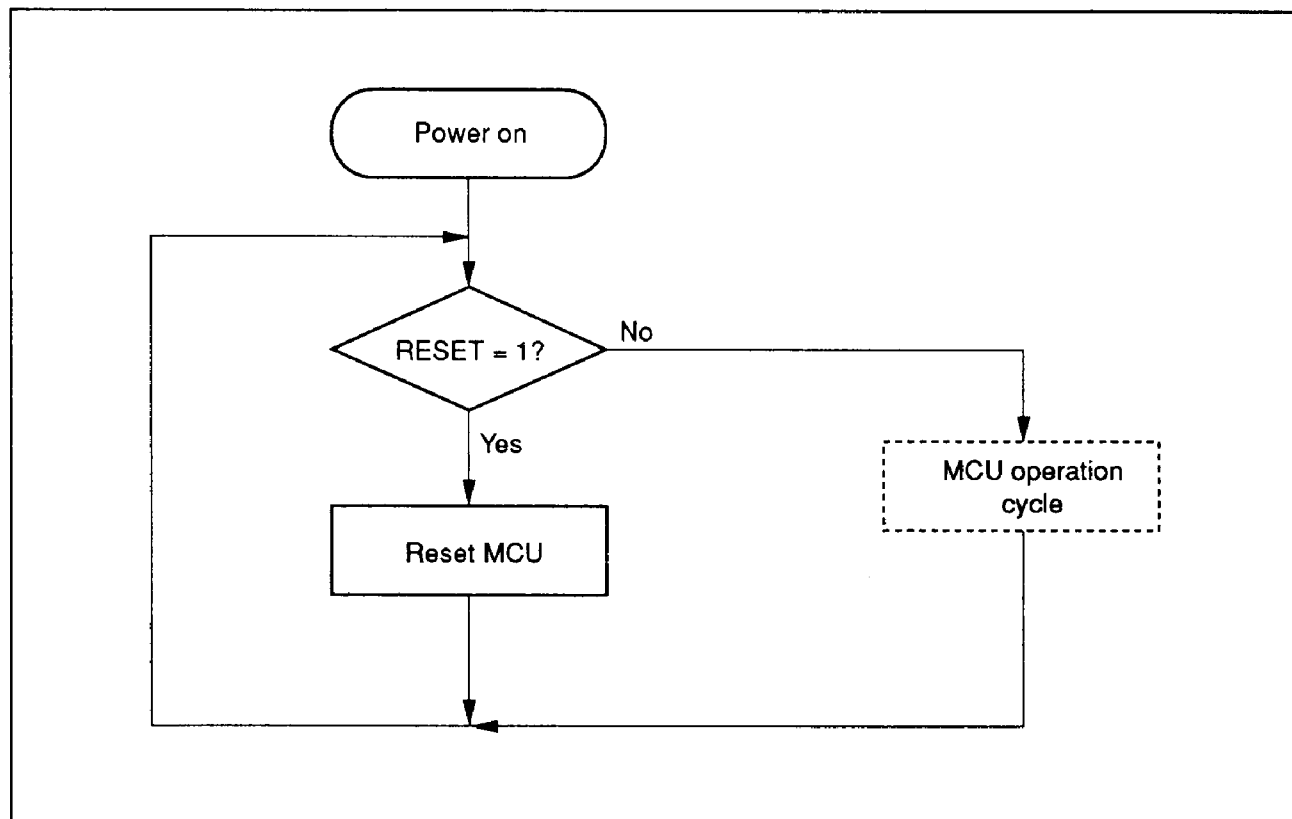 Power on
RESET = 1?
No
Yes
MCU operation
cycle
Reset MCU